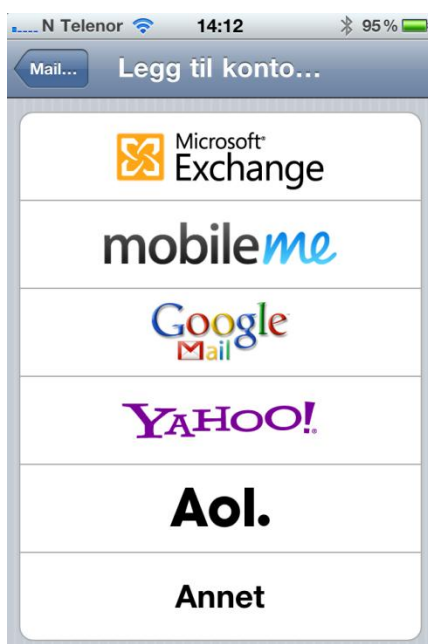 N Telenor 14:12 95 %
Mail... Legg til konto...
Microsoft®
Exchange
mobileme
Google
Mail
YAHOO!®
Aol.
Annet